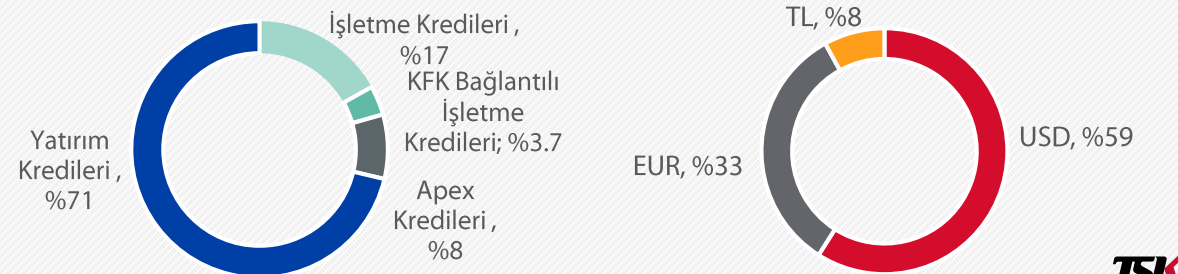 İşletme Kredileri ,
%17
KFK Bağlantılı
İşletme
Kredileri; %3.7
Yatırım
Kredileri ,
%71
Apex
Kredileri ,
%8
TL, %8
EUR, %33
USD, %59